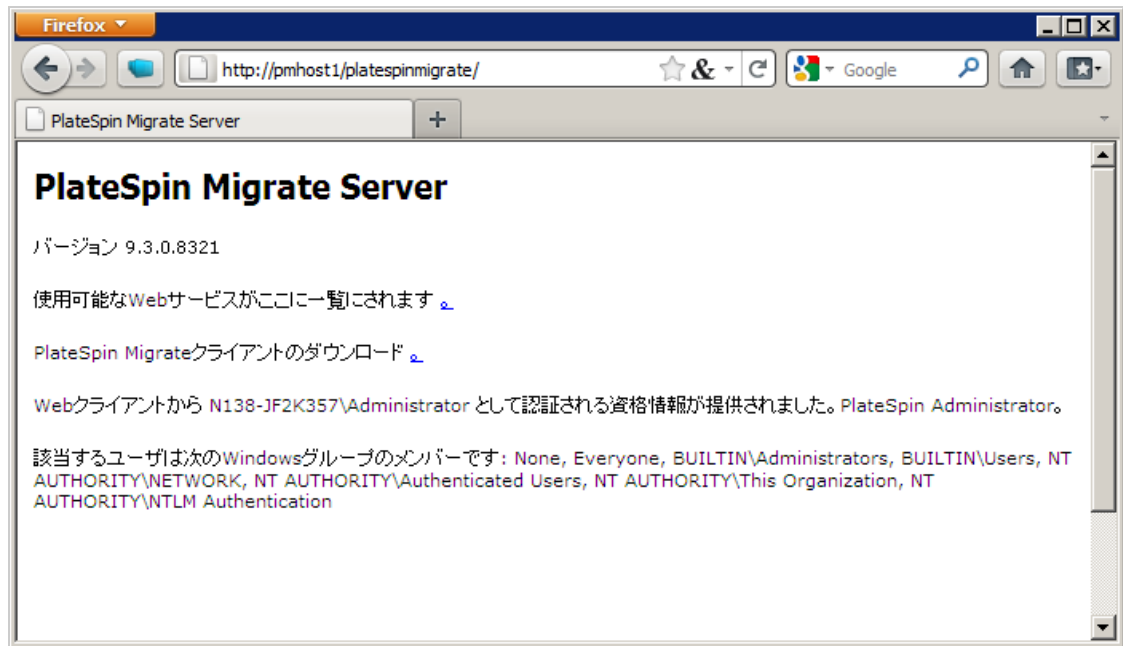 Firefox
http://pmhost1/platespinmigrate/
Google
PlateSpin Migrate Server
PlateSpin Migrate Server
バージョン 9.3.0.8321
使用可能なWebサービスがここに一覧にされます 。
PlateSpin Migrateクライアントのダウンロード 。
Webクライアントから N138-JF2K357\Administrator として認証される資格情報が提供されました。PlateSpin Administrator。
該当するユーザは次のWindowsグループのメンバーです: None, Everyone, BUILTIN\Administrators, BUILTIN\Users, NT
AUTHORITY\NETWORK, NT AUTHORITY\Authenticated Users, NT AUTHORITY\This Organization, NT
AUTHORITY\NTLM Authentication